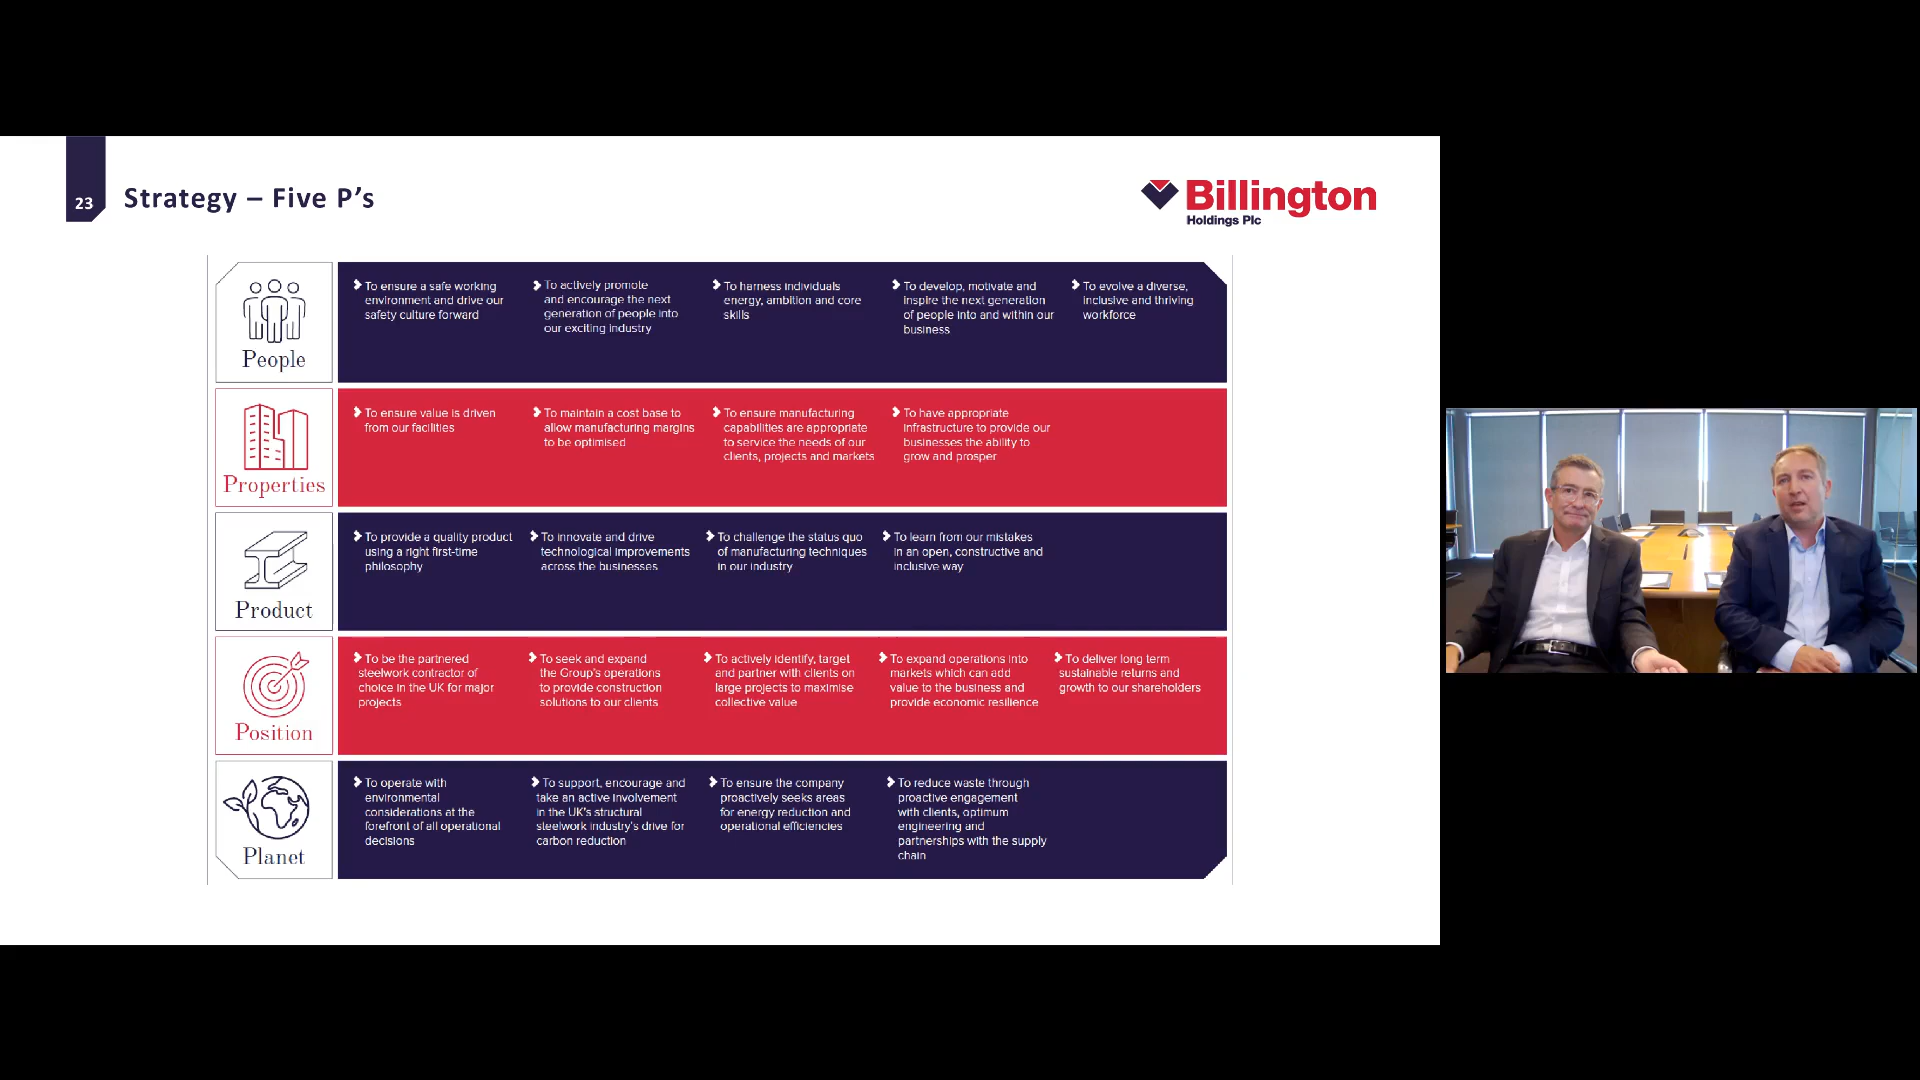 23
Strategy – Five P's
Billington
Holdings Plc
People
To ensure a safe working
environment and drive our
safety culture forward
To actively promote
and encourage the next
generation of people into
our exciting industry
To harness individuals
energy, ambition and core
skills
To develop, motivate and
inspire the next generation
of people into and within our
business
To evolve a diverse,
inclusive and thriving
workforce
Properties
To ensure value is driven
from our facilities
To maintain a cost base to
allow manufacturing margins
to be optimised
To ensure manufacturing
capabilities are appropriate
to service the needs of our
clients, projects and markets
To have appropriate
infrastructure to provide our
businesses the ability to
grow and prosper
Product
To provide a quality product
using a right first-time
philosophy
To innovate and drive
technological improvements
across the businesses
To challenge the status quo
of manufacturing techniques
in our industry
To learn from our mistakes
in an open, constructive and
inclusive way
Position
To be the partnered
steelwork contractor of
choice in the UK for major
projects
To seek and expand
the Group's operations
to provide construction
solutions to our clients
To actively identify, target
and partner with clients on
large projects to maximise
collective value
To expand operations into
markets which can add
value to the business and
provide economic resilience
To deliver long term
sustainable returns and
growth to our shareholders
Planet
To operate with
environmental
considerations at the
forefront of all operational
decisions
To support, encourage and
take an active involvement
in the UK's structural
steelwork industry's drive for
carbon reduction
To ensure the company
proactively seeks areas
for energy reduction and
operational efficiencies
To reduce waste through
proactive engagement
with clients, optimum
engineering and
partnerships with the supply
chain